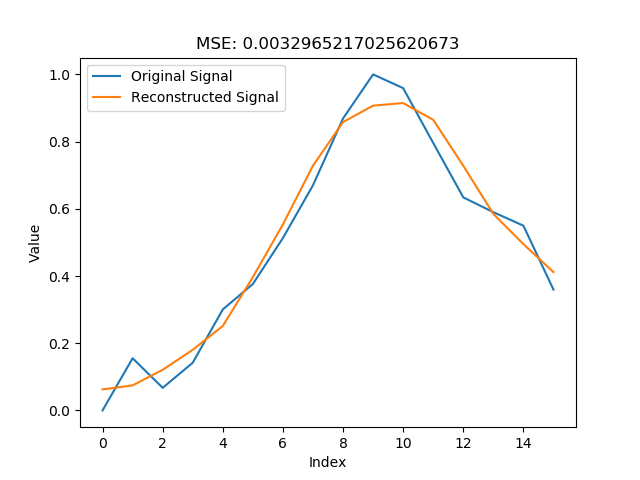 MSE: 0.0032965217025620673
Original Signal
Reconstructed Signal
1.0
0.8
0.6
0.4
0.2
0.0
Value
0 2 4 6 8 10 12 14
Index